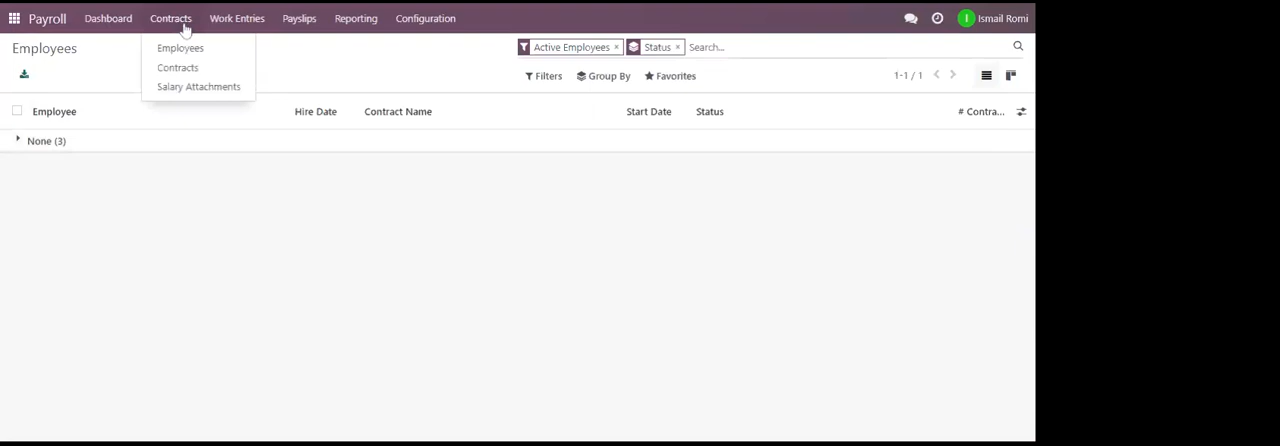 Payroll Dashboard Contracts Work Entries Payslips Reporting Configuration I Ismail Romi
Employees Active Employees × Status × Search...
Employees
Contracts
Salary Attachments
Filters Group By Favorites 1-1 / 1
Employee Hire Date Contract Name Start Date Status # Contra...
None (3)